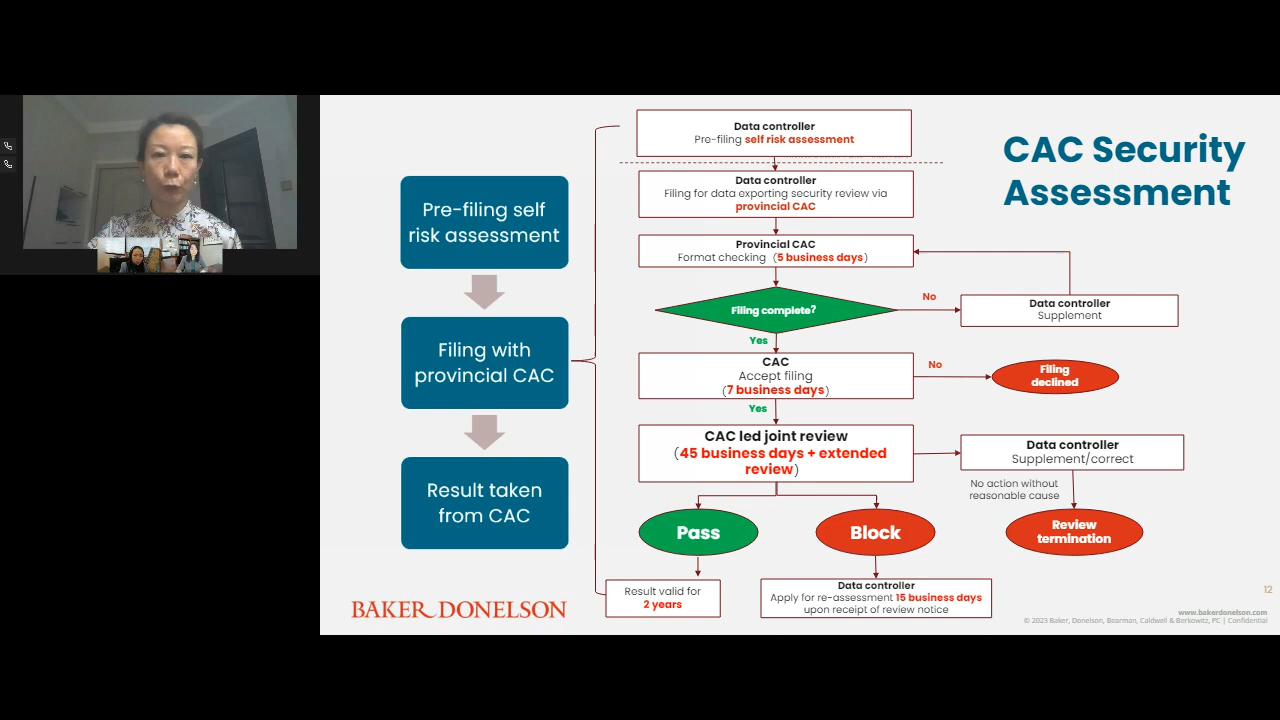 CAC Security
Assessment
Pre-filing self
risk assessment
Filing with
provincial CAC
Result taken
from CAC
Data controller
Pre-filing self risk assessment
Data controller
Filing for data exporting security review via
provincial CAC
Provincial CAC
Format checking (5 business days)
Filing complete?
No
Data controller
Supplement
Yes
CAC
Accept filing
(7 business days)
No
Filing
declined
Yes
CAC led joint review
(45 business days + extended
review)
Data controller
Supplement/correct
No action without
reasonable cause
Pass
Block
Review
termination
Result valid for
2 years
Data controller
Apply for re-assessment 15 business days
upon receipt of review notice
BAKER DONELSON
12
www.bakerdonelson.com
© 2023 Baker, Donelson, Bearman, Caldwell & Berkowitz, PC | Confidential